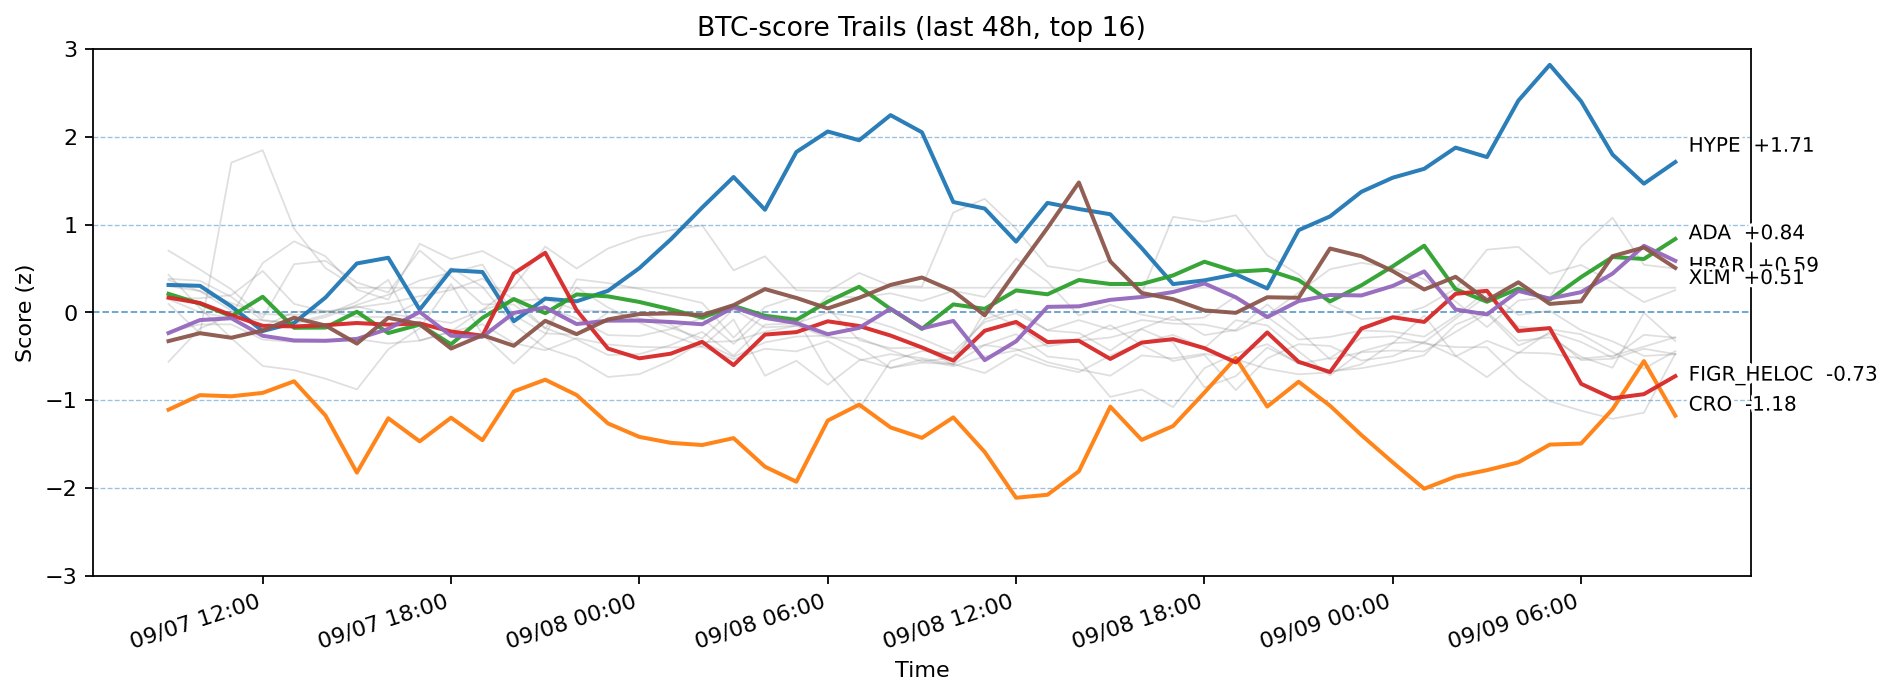 BTC-score Trails (last 48h, top 16)
Score (z)
3
2
1
0
−1
−2
−3
HYPE +1.71
ADA +0.84
HBAR +0.59
XLM +0.51
FIGR_HELOC -0.73
CRO -1.18
09/07 12:00
09/07 18:00
09/08 00:00
09/08 06:00
09/08 12:00
09/08 18:00
09/09 00:00
09/09 06:00
Time